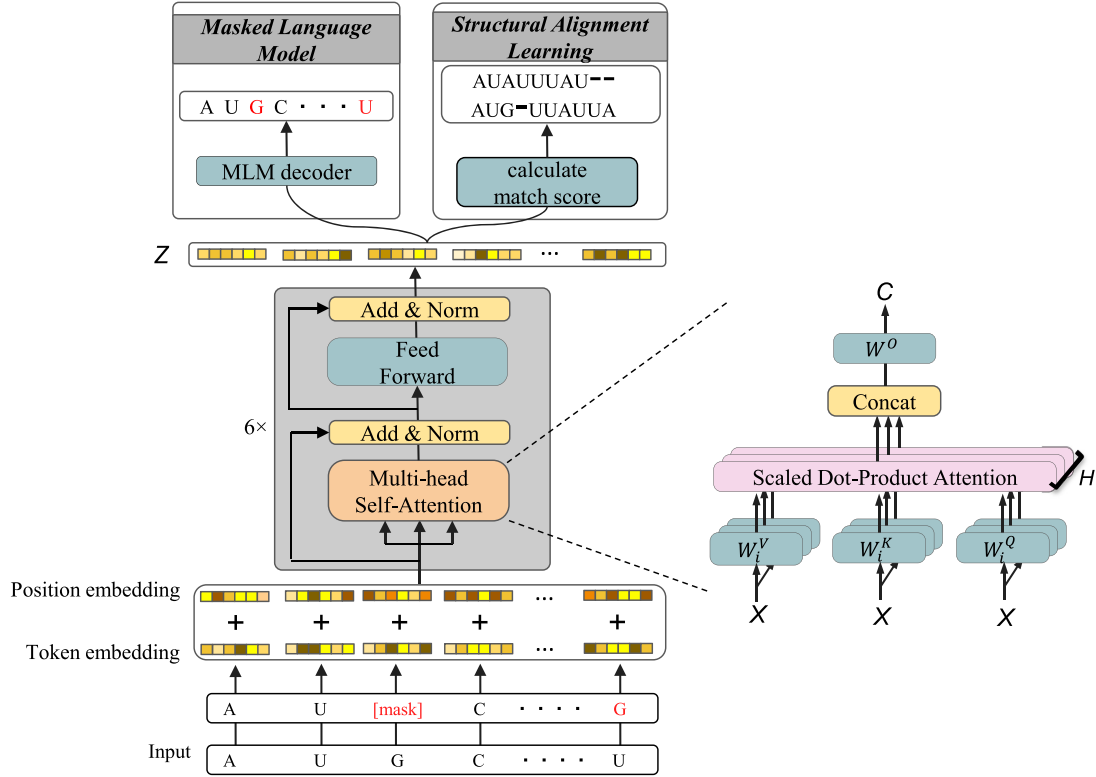 Masked Language
Model
A U G C · · · U
MLM decoder
Structural Alignment
Learning
AUAUUUAU--
AUG-UUAUUA
calculate
match score
Z
...
6×
Add & Norm
Feed
Forward
Add & Norm
Multi-head
Self-Attention
Position embedding
...
+ + + + +
Token embedding
...
A U [mask] C · · · · G
Input
A U G C · · · · U
C
W^O
Concat
Scaled Dot-Product Attention
H
W_i^V W_i^K W_i^Q
X X X